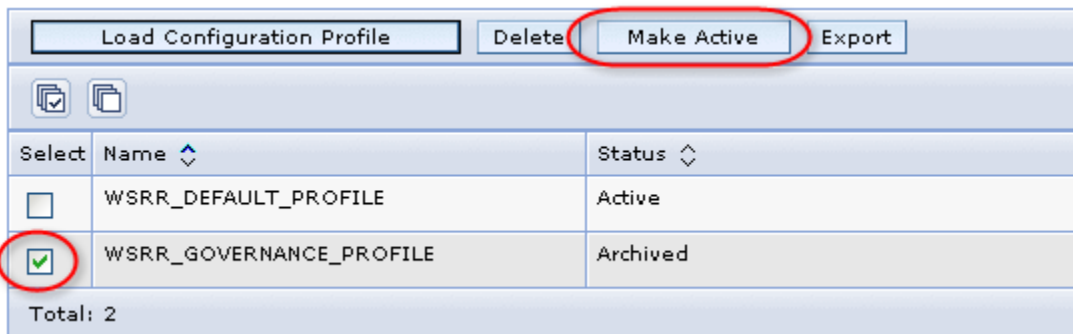 Load Configuration Profile Delete Make Active Export
Select Name Status
WSRR_DEFAULT_PROFILE Active
WSRR_GOVERNANCE_PROFILE Archived
Total: 2